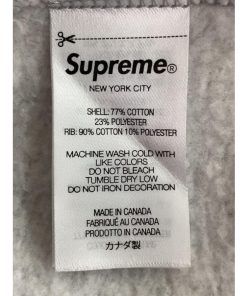 Supreme®
NEW YORK CITY
SHELL: 77% COTTON
23% POLYESTER
RIB: 90% COTTON 10% POLYESTER
MACHINE WASH COLD WITH
LIKE COLORS
DO NOT BLEACH
TUMBLE DRY LOW
DO NOT IRON DECORATION
MADE IN CANADA
FABRIQUÉ AU CANADA
PRODOTTO IN CANADA
カナダ製